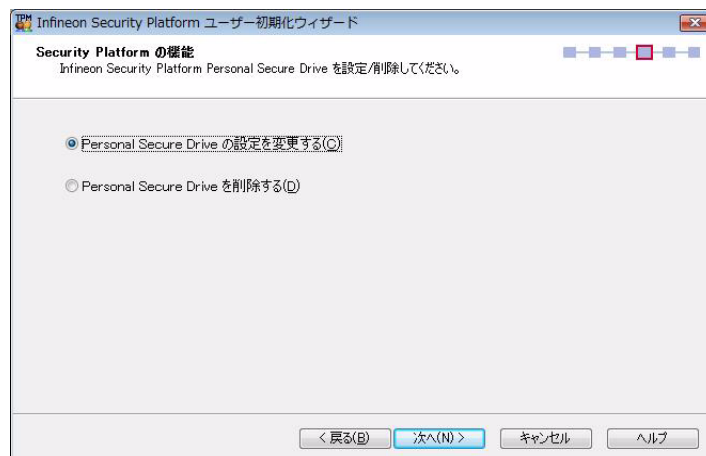 TPM
Infineon Security Platform ユーザー初期化ウィザード
Security Platform の機能
Infineon Security Platform Personal Secure Drive を設定/削除してください。
Personal Secure Drive の設定を変更する(C)
Personal Secure Drive を削除する(D)
< 戻る(B) 次へ(N) > キャンセル ヘルプ